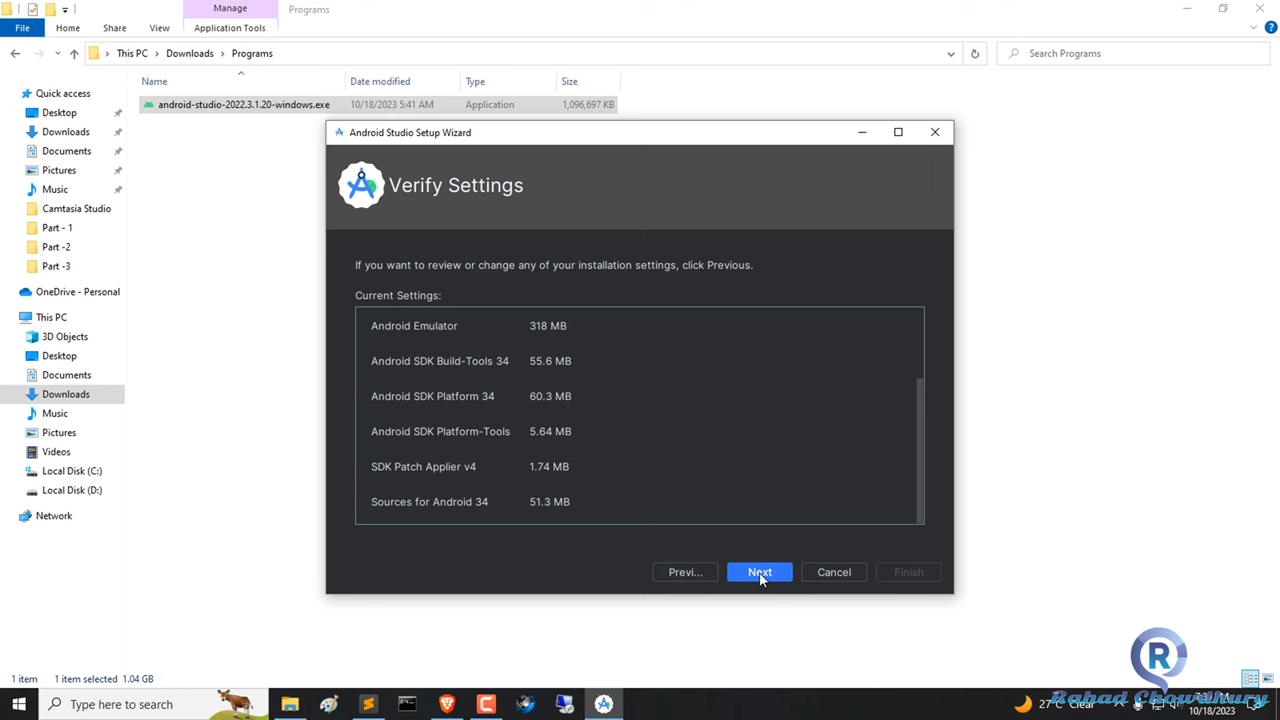 Manage
Programs
File
Home
Share
View
Application Tools
This PC
Downloads
Programs
Search Programs
Name
Date modified
Type
Size
android-studio-2022.3.1.20-windows.exe
10/18/2023 5:41 AM
Application
1,096,697 KB
Quick access
Desktop
Downloads
Documents
Pictures
Music
Camtasia Studio
Part - 1
Part -2
Part -3
OneDrive - Personal
This PC
3D Objects
Desktop
Documents
Downloads
Music
Pictures
Videos
Local Disk (C:)
Local Disk (D:)
Network
Android Studio Setup Wizard
Verify Settings
If you want to review or change any of your installation settings, click Previous.
Current Settings:
Android Emulator 318 MB
Android SDK Build-Tools 34 55.6 MB
Android SDK Platform 34 60.3 MB
Android SDK Platform-Tools 5.64 MB
SDK Patch Applier v4 1.74 MB
Sources for Android 34 51.3 MB
Previ...
Next
Cancel
Finish
1 item
1 item selected 1.04 GB
Type here to search
R
Rahad Chowdhury
Clear
10/18/2023